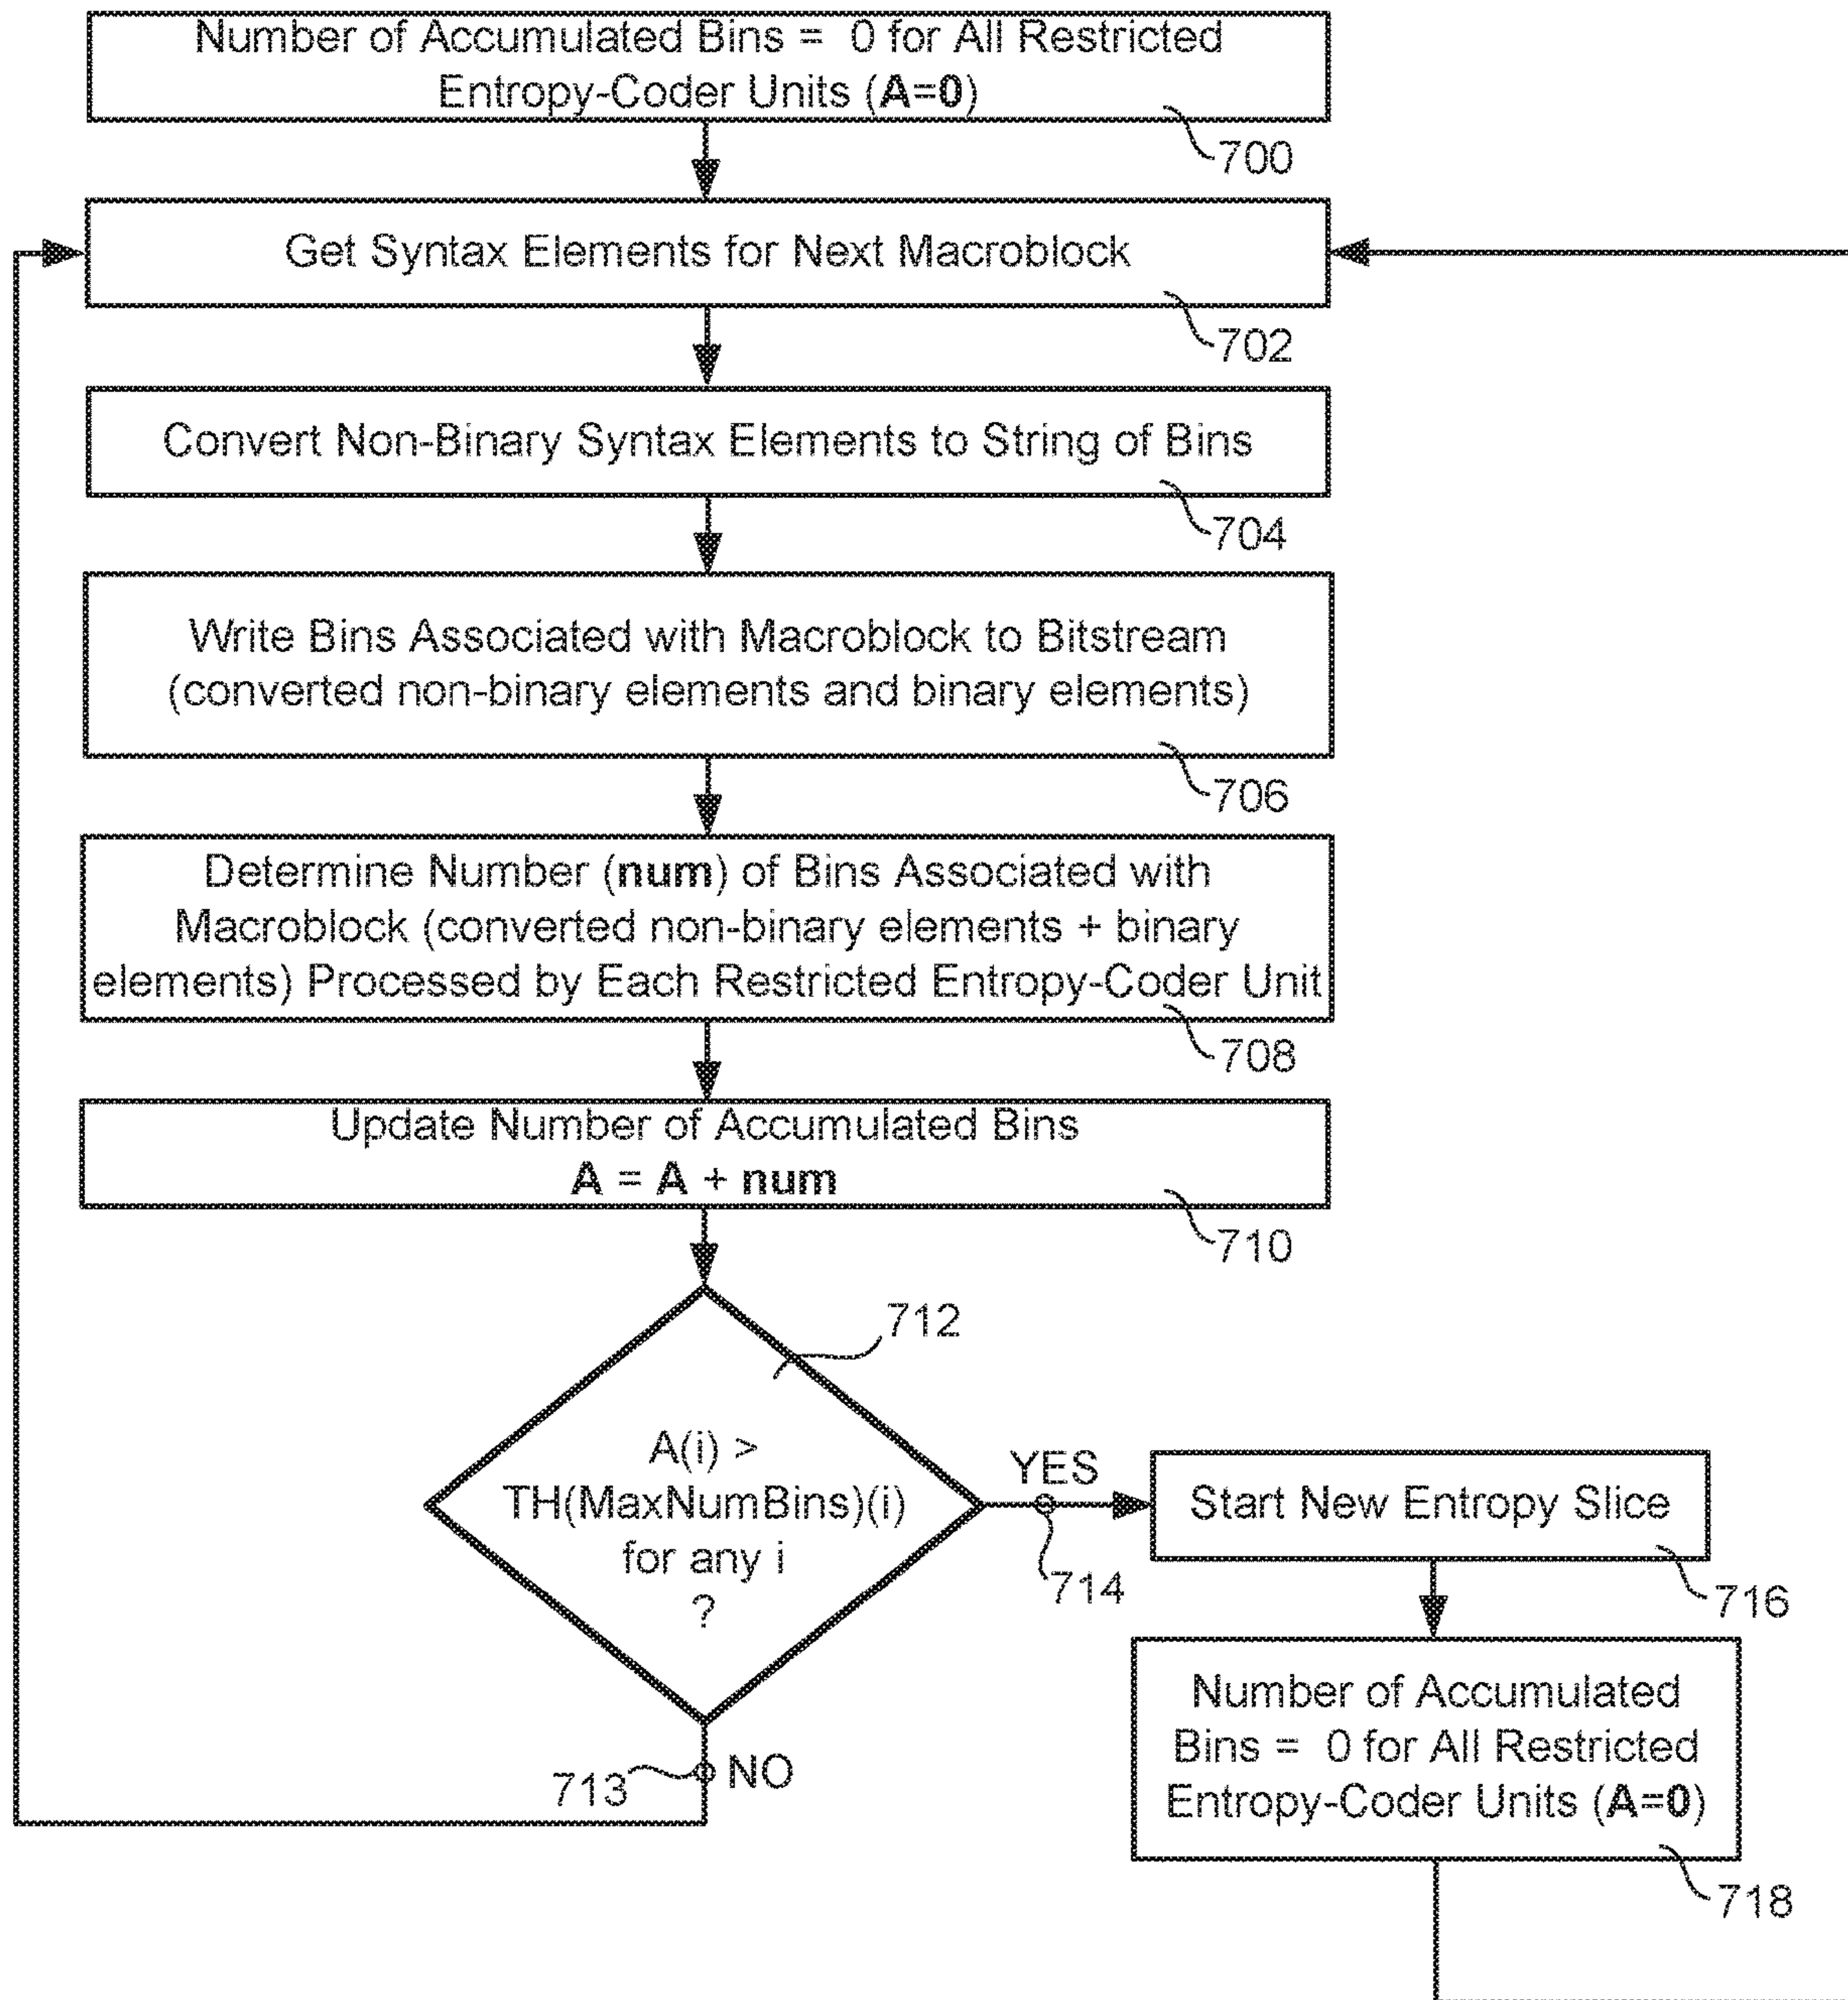 Number of Accumulated Bins = 0 for All Restricted
Entropy-Coder Units (A=0)
700
Get Syntax Elements for Next Macroblock
702
Convert Non-Binary Syntax Elements to String of Bins
704
Write Bins Associated with Macroblock to Bitstream
(converted non-binary elements and binary elements)
706
Determine Number (num) of Bins Associated with
Macroblock (converted non-binary elements + binary
elements) Processed by Each Restricted Entropy-Coder Unit
708
Update Number of Accumulated Bins
A = A + num
710
712
A(i) >
TH(MaxNumBins)(i)
for any i
?
YES
714
Start New Entropy Slice
716
Number of Accumulated
Bins = 0 for All Restricted
Entropy-Coder Units (A=0)
718
713
NO